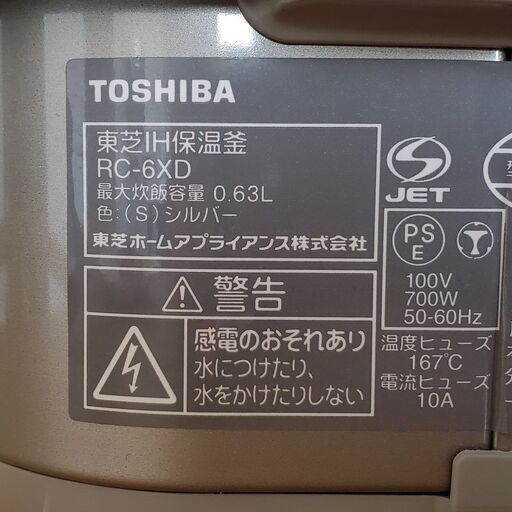 TOSHIBA
東芝IH保温釜
RC-6XD
最大炊飯容量 0.63L
色:(S)シルバー
東芝ホームアプライアンス株式会社
警告
感電のおそれあり
水につけたり、
水をかけたりしない
S
JET
PS
E
T
100V
700W
50-60Hz
温度ヒューズ
167℃
電流ヒューズ
10A